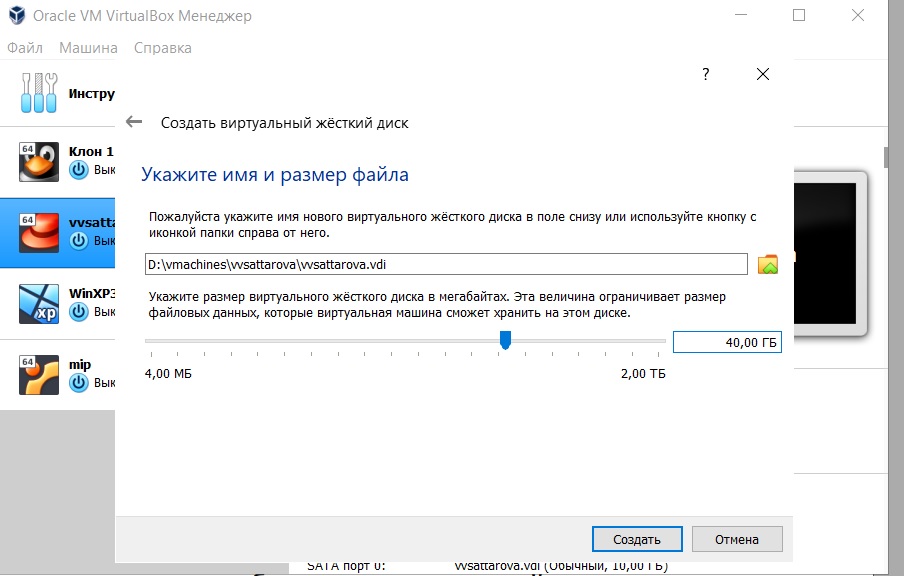 Oracle VM VirtualBox Менеджер
Файл Машина Справка
?
Инстру
Создать виртуальный жёсткий диск
64
Клон 1
Вык
Укажите имя и размер файла
64
vvsatta
Вык
Пожалуйста укажите имя нового виртуального жёсткого диска в поле снизу или используйте кнопку с
иконкой папки справа от него.
D:\vmachines\vvsattarova\vvsattarova.vdi
WinXP3
xp
Вык
Укажите размер виртуального жёсткого диска в мегабайтах. Эта величина ограничивает размер
файловых данных, которые виртуальная машина сможет хранить на этом диске.
40,00 ГБ
4,00 МБ 2,00 ТБ
64
mip
Вык
Создать Отмена
SATA порт 0: vvsattarova.vdi (Обычный, 10,00 ГБ)